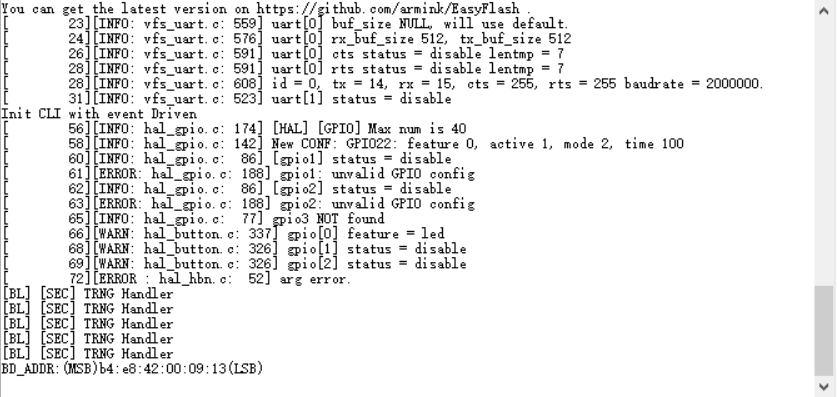 You can get the latest version on https://github.com/armink/EasyFlash .
[        23][INFO: vfs_uart.c: 559] uart[0] buf_size NULL, will use default.
[        24][INFO: vfs_uart.c: 576] uart[0] rx_buf_size 512, tx_buf_size 512
[        26][INFO: vfs_uart.c: 591] uart[0] cts status = disable lentmp = 7
[        28][INFO: vfs_uart.c: 591] uart[0] rts status = disable lentmp = 7
[        28][INFO: vfs_uart.c: 608] id = 0, tx = 14, rx = 15, cts = 255, rts = 255 baudrate = 2000000.
[        31][INFO: vfs_uart.c: 523] uart[1] status = disable
Init CLI with event Driven
[        56][INFO: hal_gpio.c: 174] [HAL] [GPIO] Max num is 40
[        58][INFO: hal_gpio.c: 142] New CONF: GPIO22: feature 0, active 1, mode 2, time 100
[        60][INFO: hal_gpio.c:  86] [gpio1] status = disable
[        61][ERROR: hal_gpio.c: 188] gpio1: unvalid GPIO config
[        62][INFO: hal_gpio.c:  86] [gpio2] status = disable
[        63][ERROR: hal_gpio.c: 188] gpio2: unvalid GPIO config
[        65][INFO: hal_gpio.c:  77] gpio3 NOT found
[        66][WARN: hal_button.c: 337] gpio[0] feature = led
[        68][WARN: hal_button.c: 326] gpio[1] status = disable
[        69][WARN: hal_button.c: 326] gpio[2] status = disable
[        72][ERROR : hal_hbn.c:  52] arg error.
[BL] [SEC] TRNG Handler
[BL] [SEC] TRNG Handler
[BL] [SEC] TRNG Handler
[BL] [SEC] TRNG Handler
[BL] [SEC] TRNG Handler
BD_ADDR:(MSB)b4:e8:42:00:09:13(LSB)